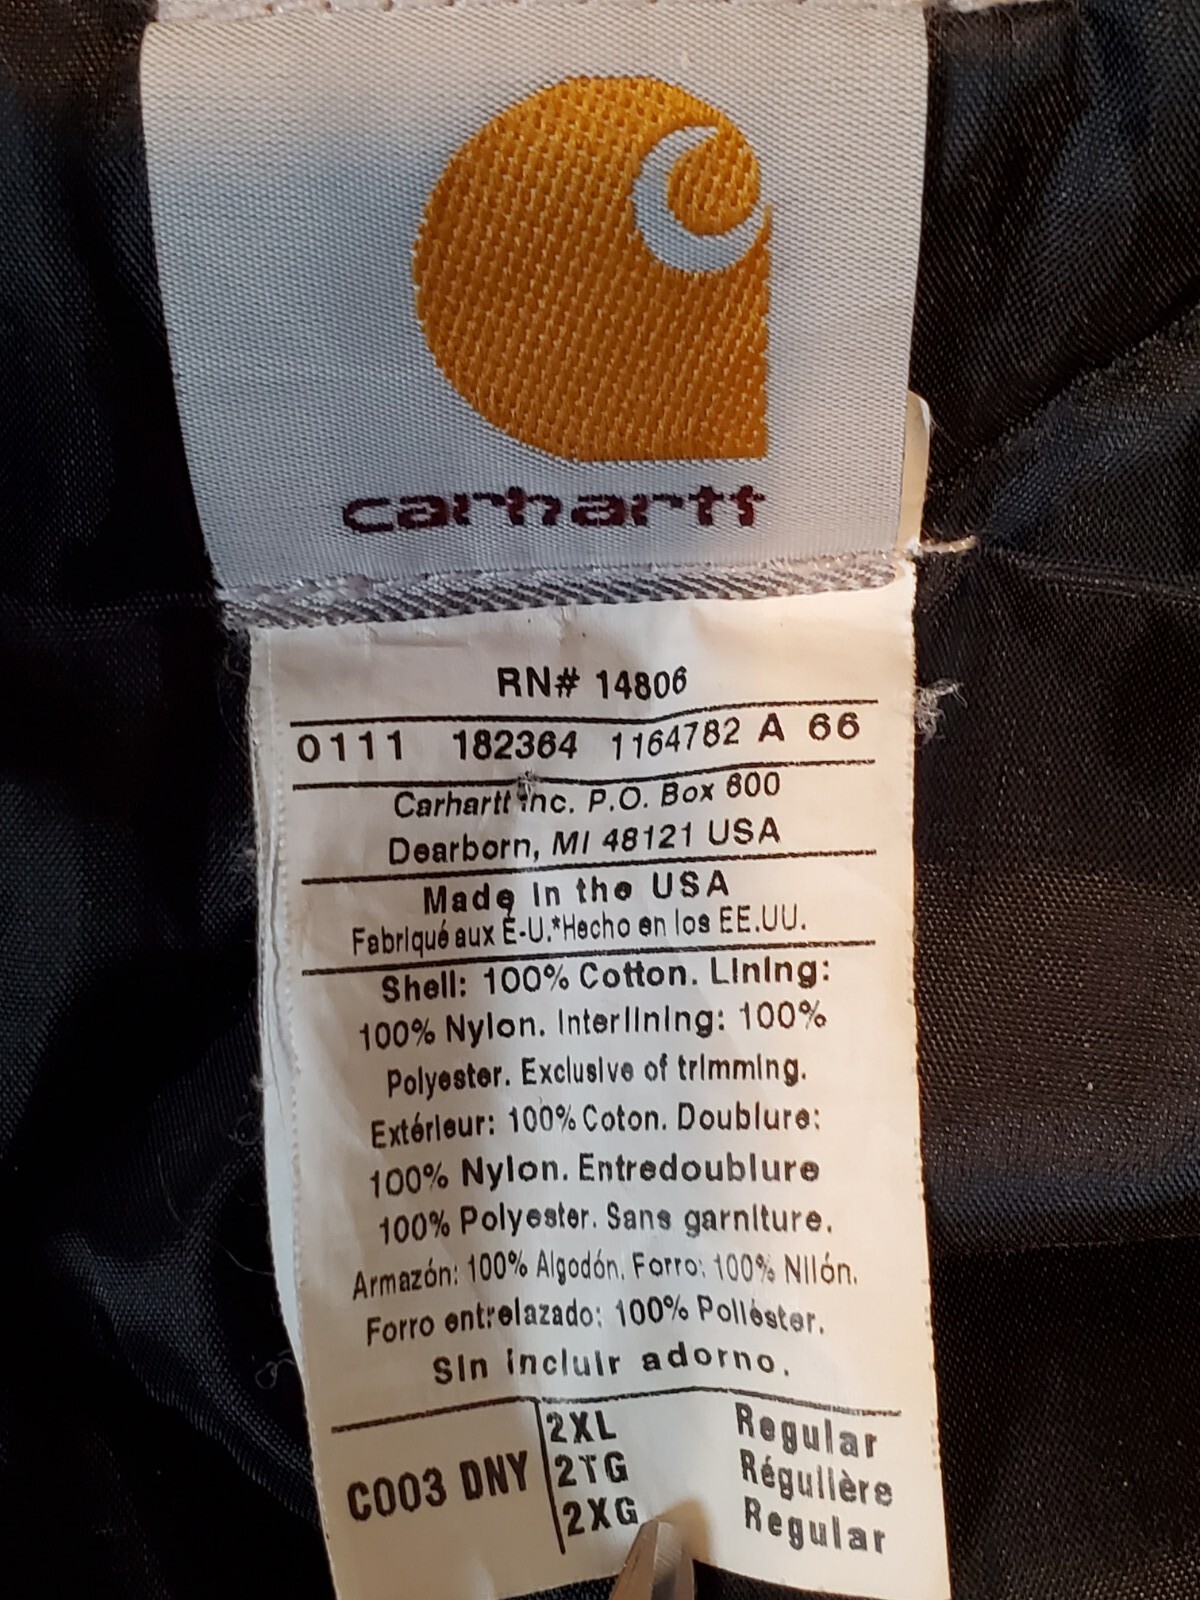 carhartt
RN# 14806
0111 182364 1164782 A 66
Carhartt Inc. P.O. Box 600
Dearborn, MI 48121 USA
Made In the USA
Fabriqué aux É-U.*Hecho en los EE.UU.
Shell: 100% Cotton. Lining:
100% Nylon. Interlining: 100%
Polyester. Exclusive of trimming.
Extérieur: 100% Coton. Doublure:
100% Nylon. Entredoublure
100% Polyester. Sans garniture.
Armazón: 100% Algodón. Forro: 100% Nilón.
Forro entrelazado: 100% Poliéster.
Sin incluir adorno.
C003 DNY
2XL Regular
2TG Régulière
2XG Regular